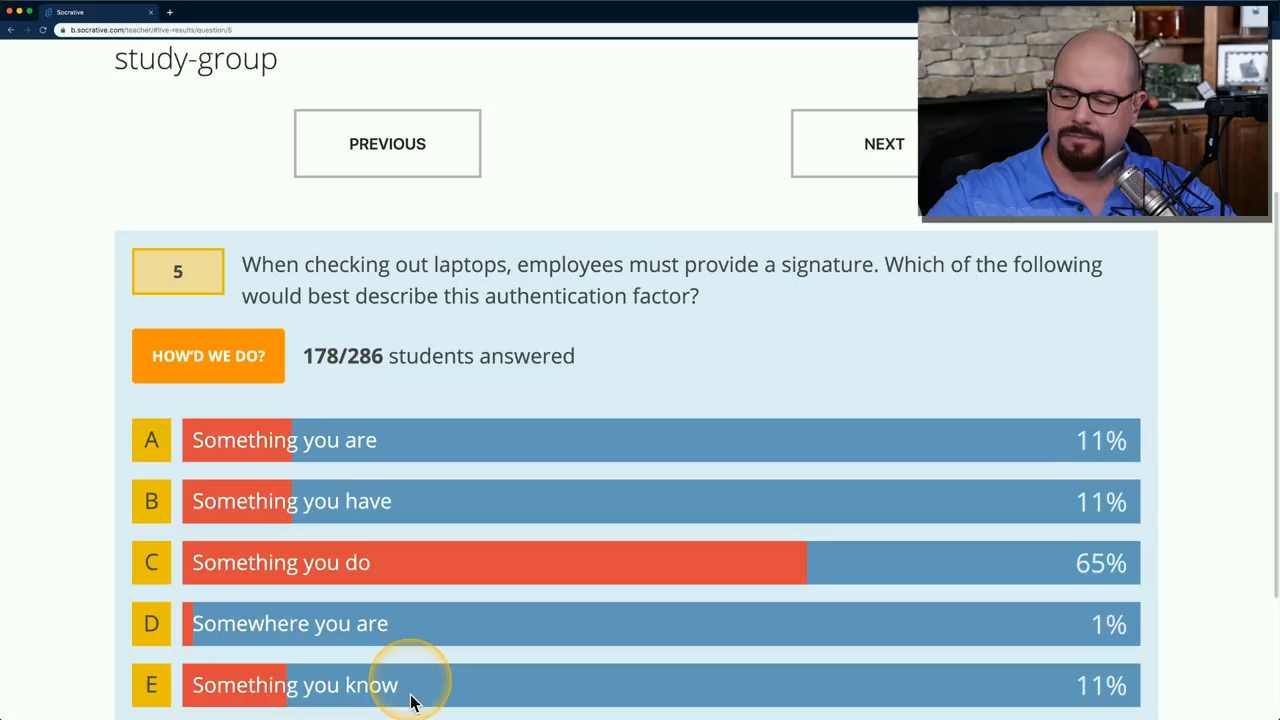 Socrative
b.socrative.com/teacher/#live-results/question/5
study-group
PREVIOUS
NEXT
5
When checking out laptops, employees must provide a signature. Which of the following
would best describe this authentication factor?
HOW'D WE DO?
178/286 students answered
A Something you are 11%
B Something you have 11%
C Something you do 65%
D Somewhere you are 1%
E Something you know 11%